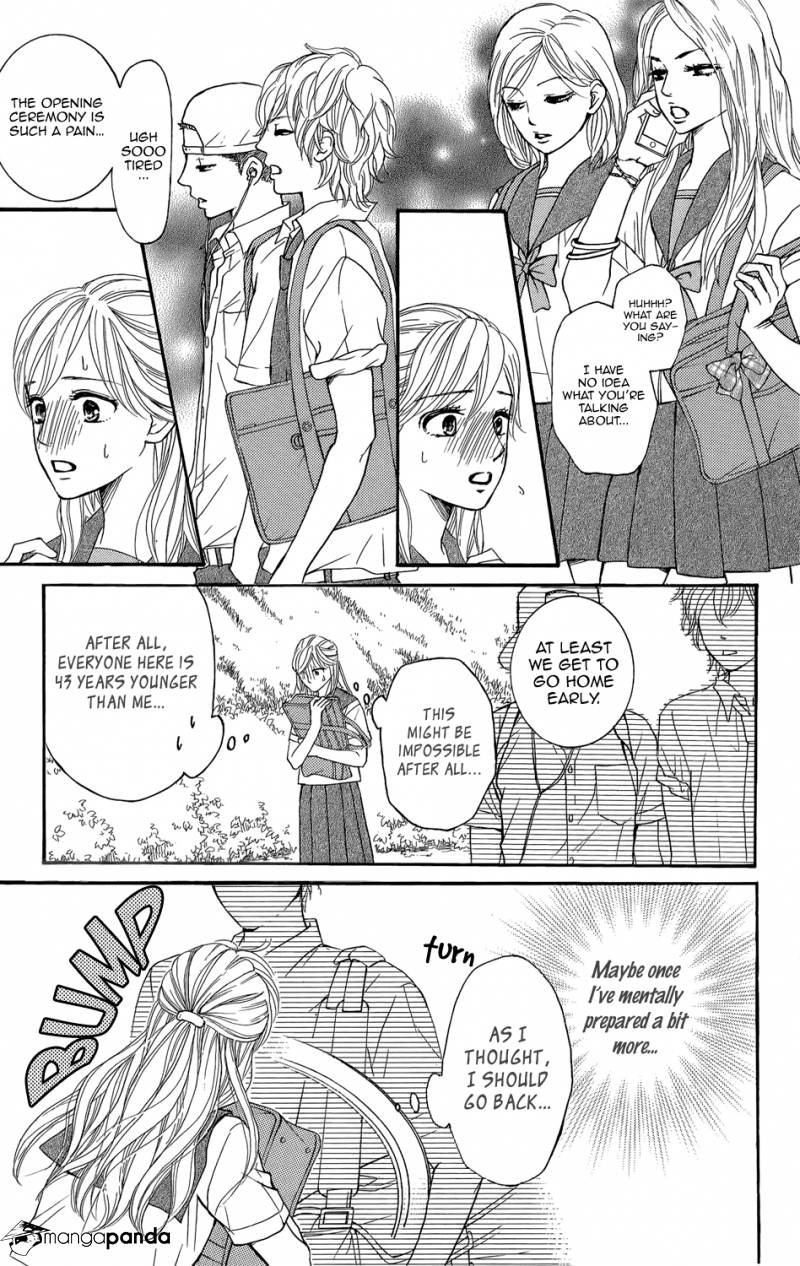 THE OPENING
CEREMONY IS
SUCH A PAIN...
UGH
SOOO
TIRED
...
HUHHH?
WHAT ARE
YOU SAY-
ING?
I HAVE
NO IDEA
WHAT YOU'RE
TALKING
ABOUT...
AT LEAST
WE GET TO
GO HOME
EARLY.
THIS
MIGHT BE
IMPOSSIBLE
AFTER ALL...
AFTER ALL,
EVERYONE HERE IS
43 YEARS YOUNGER
THAN ME...
Maybe once
I've mentally
prepared a bit
more...
turn
AS I
THOUGHT,
I SHOULD
GO BACK...
BUMP
mangapanda